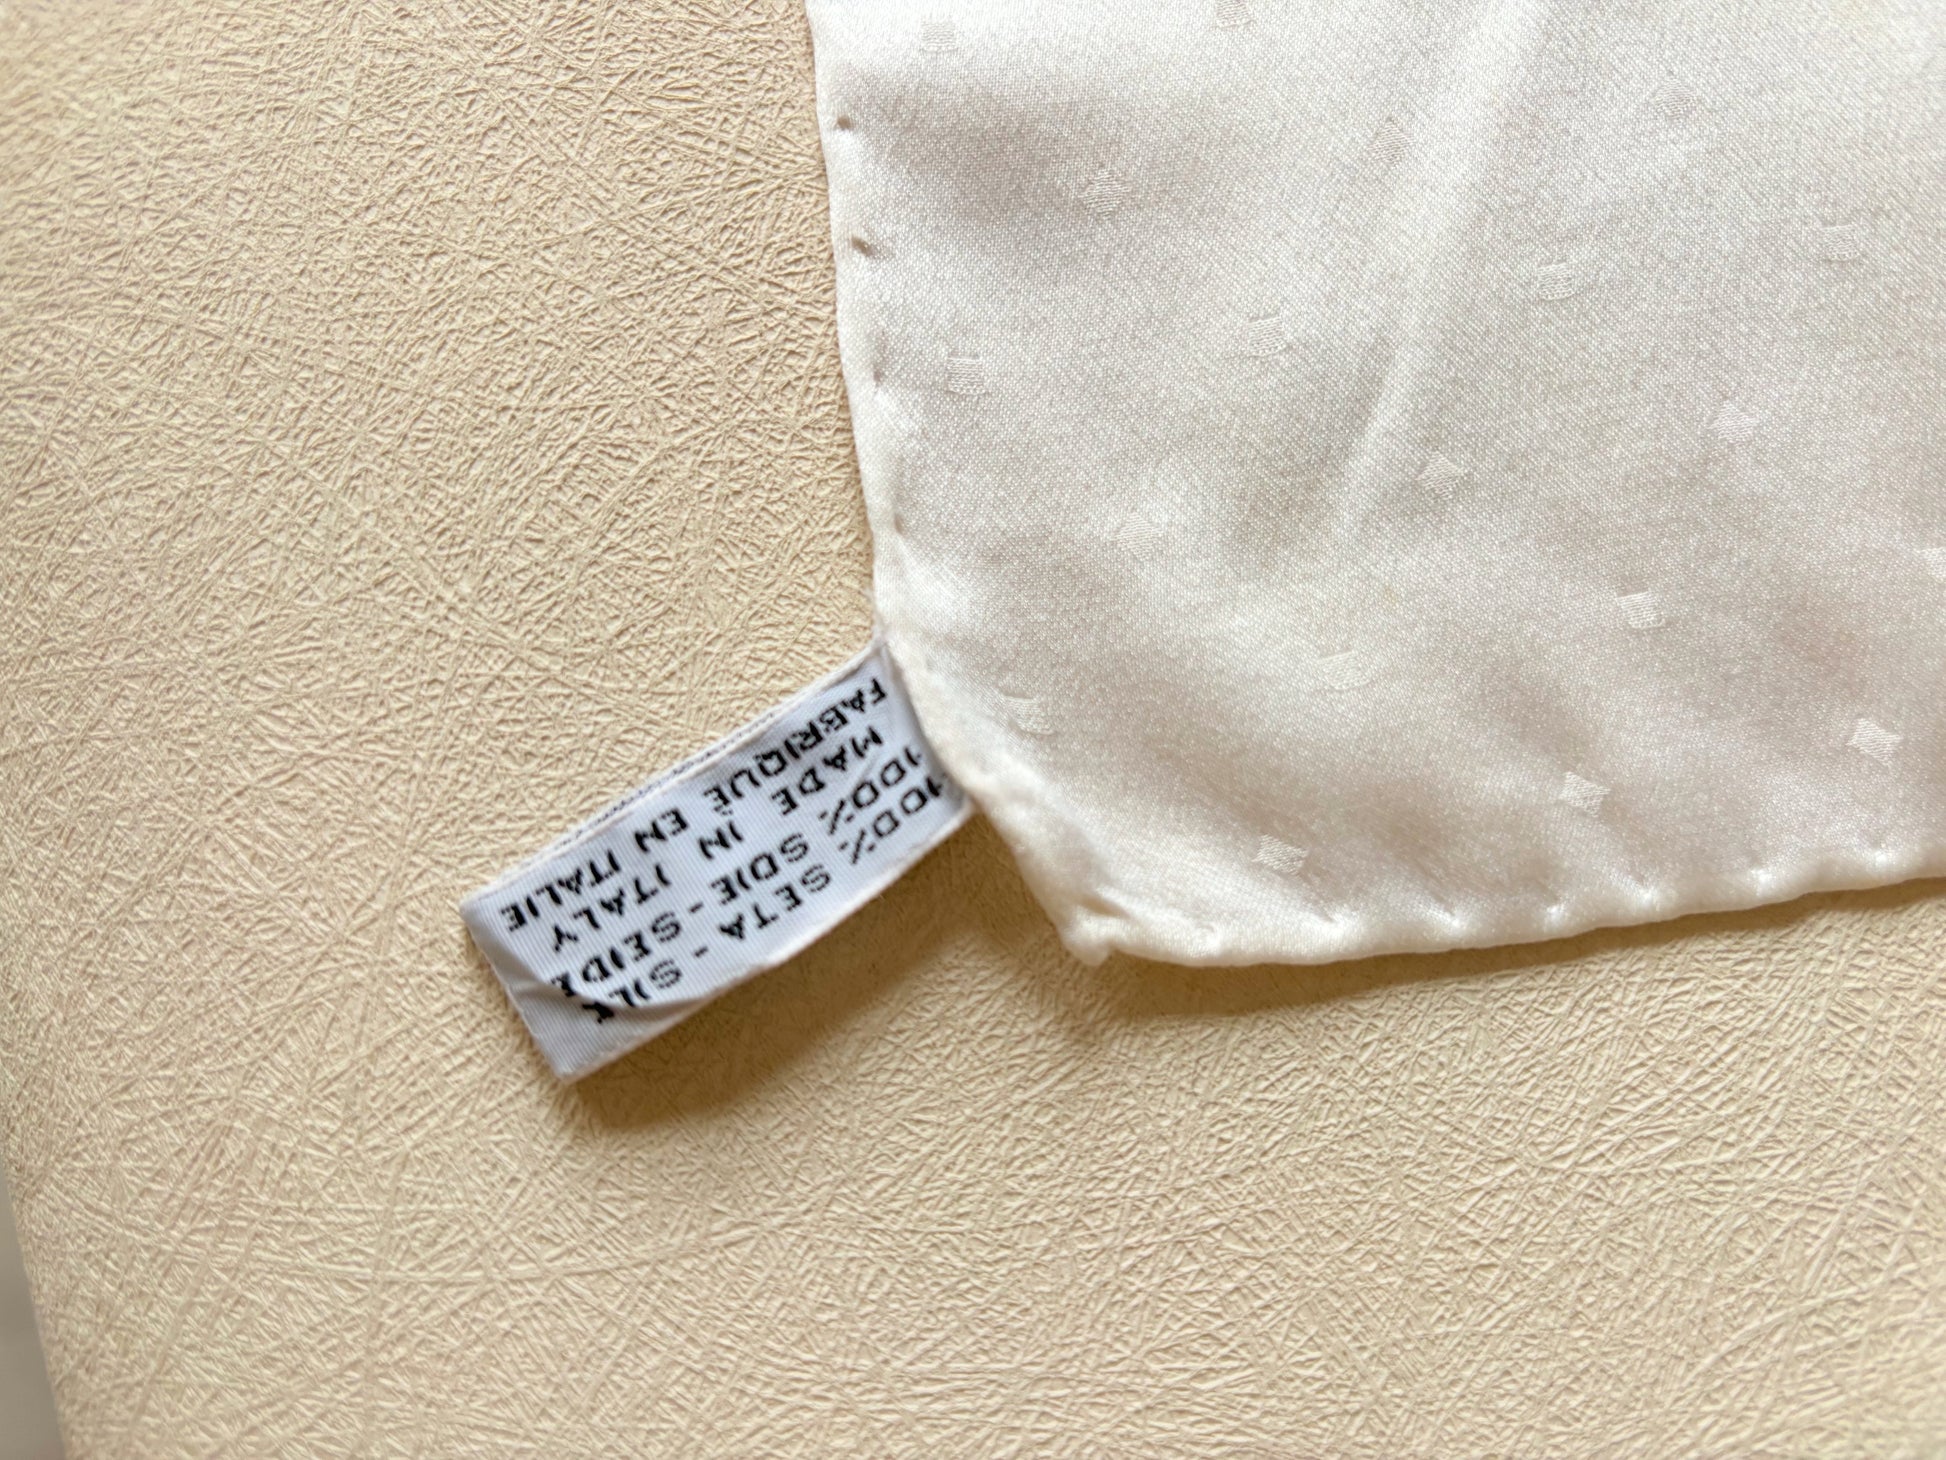 100% SETA - SILK
100% SOIE - SEIDE
MADE IN ITALY
FABRIQUÉ EN ITALIE